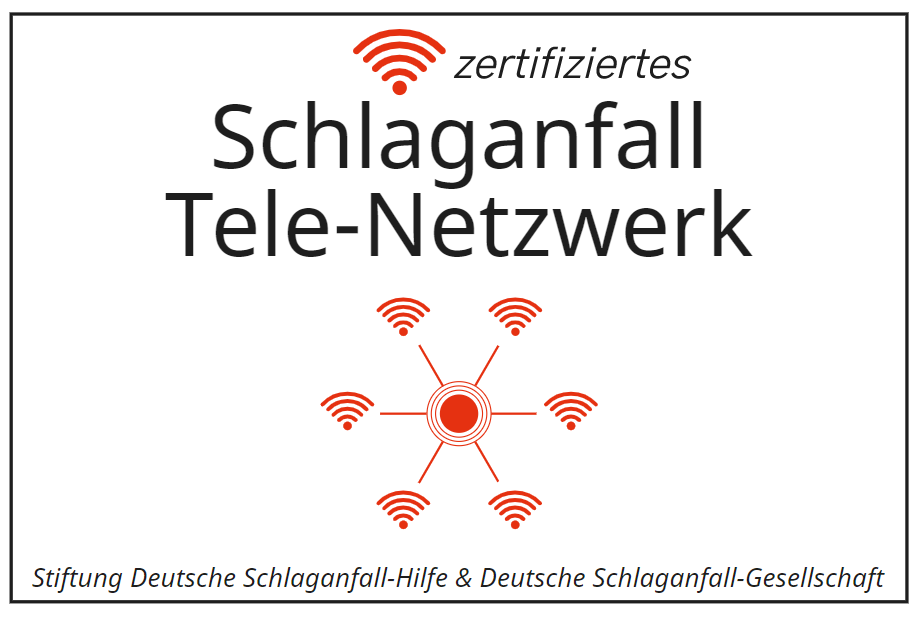 zertifiziertes
Schlaganfall
Tele-Netzwerk
Stiftung Deutsche Schlaganfall-Hilfe & Deutsche Schlaganfall-Gesellschaft